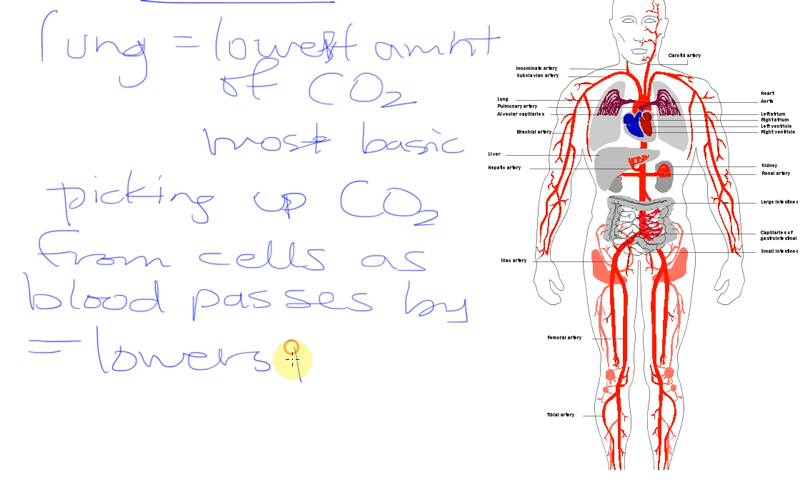 lung = lowest amnt
of CO2
most basic
picking up CO2
from cells as
blood passes by
= lowers
Carotid artery
Innominate artery
Subclavian artery
Lung
Pulmonary artery
Alveolar capillaries
Brachial artery
Liver
Hepatic artery
Iliac artery
Femoral artery
Tibial artery
Heart
Aorta
Left atrium
Right atrium
Left ventricle
Right ventricle
Kidney
Renal artery
Large intestine
Capillaries of
gastrointestinal
Small intestine